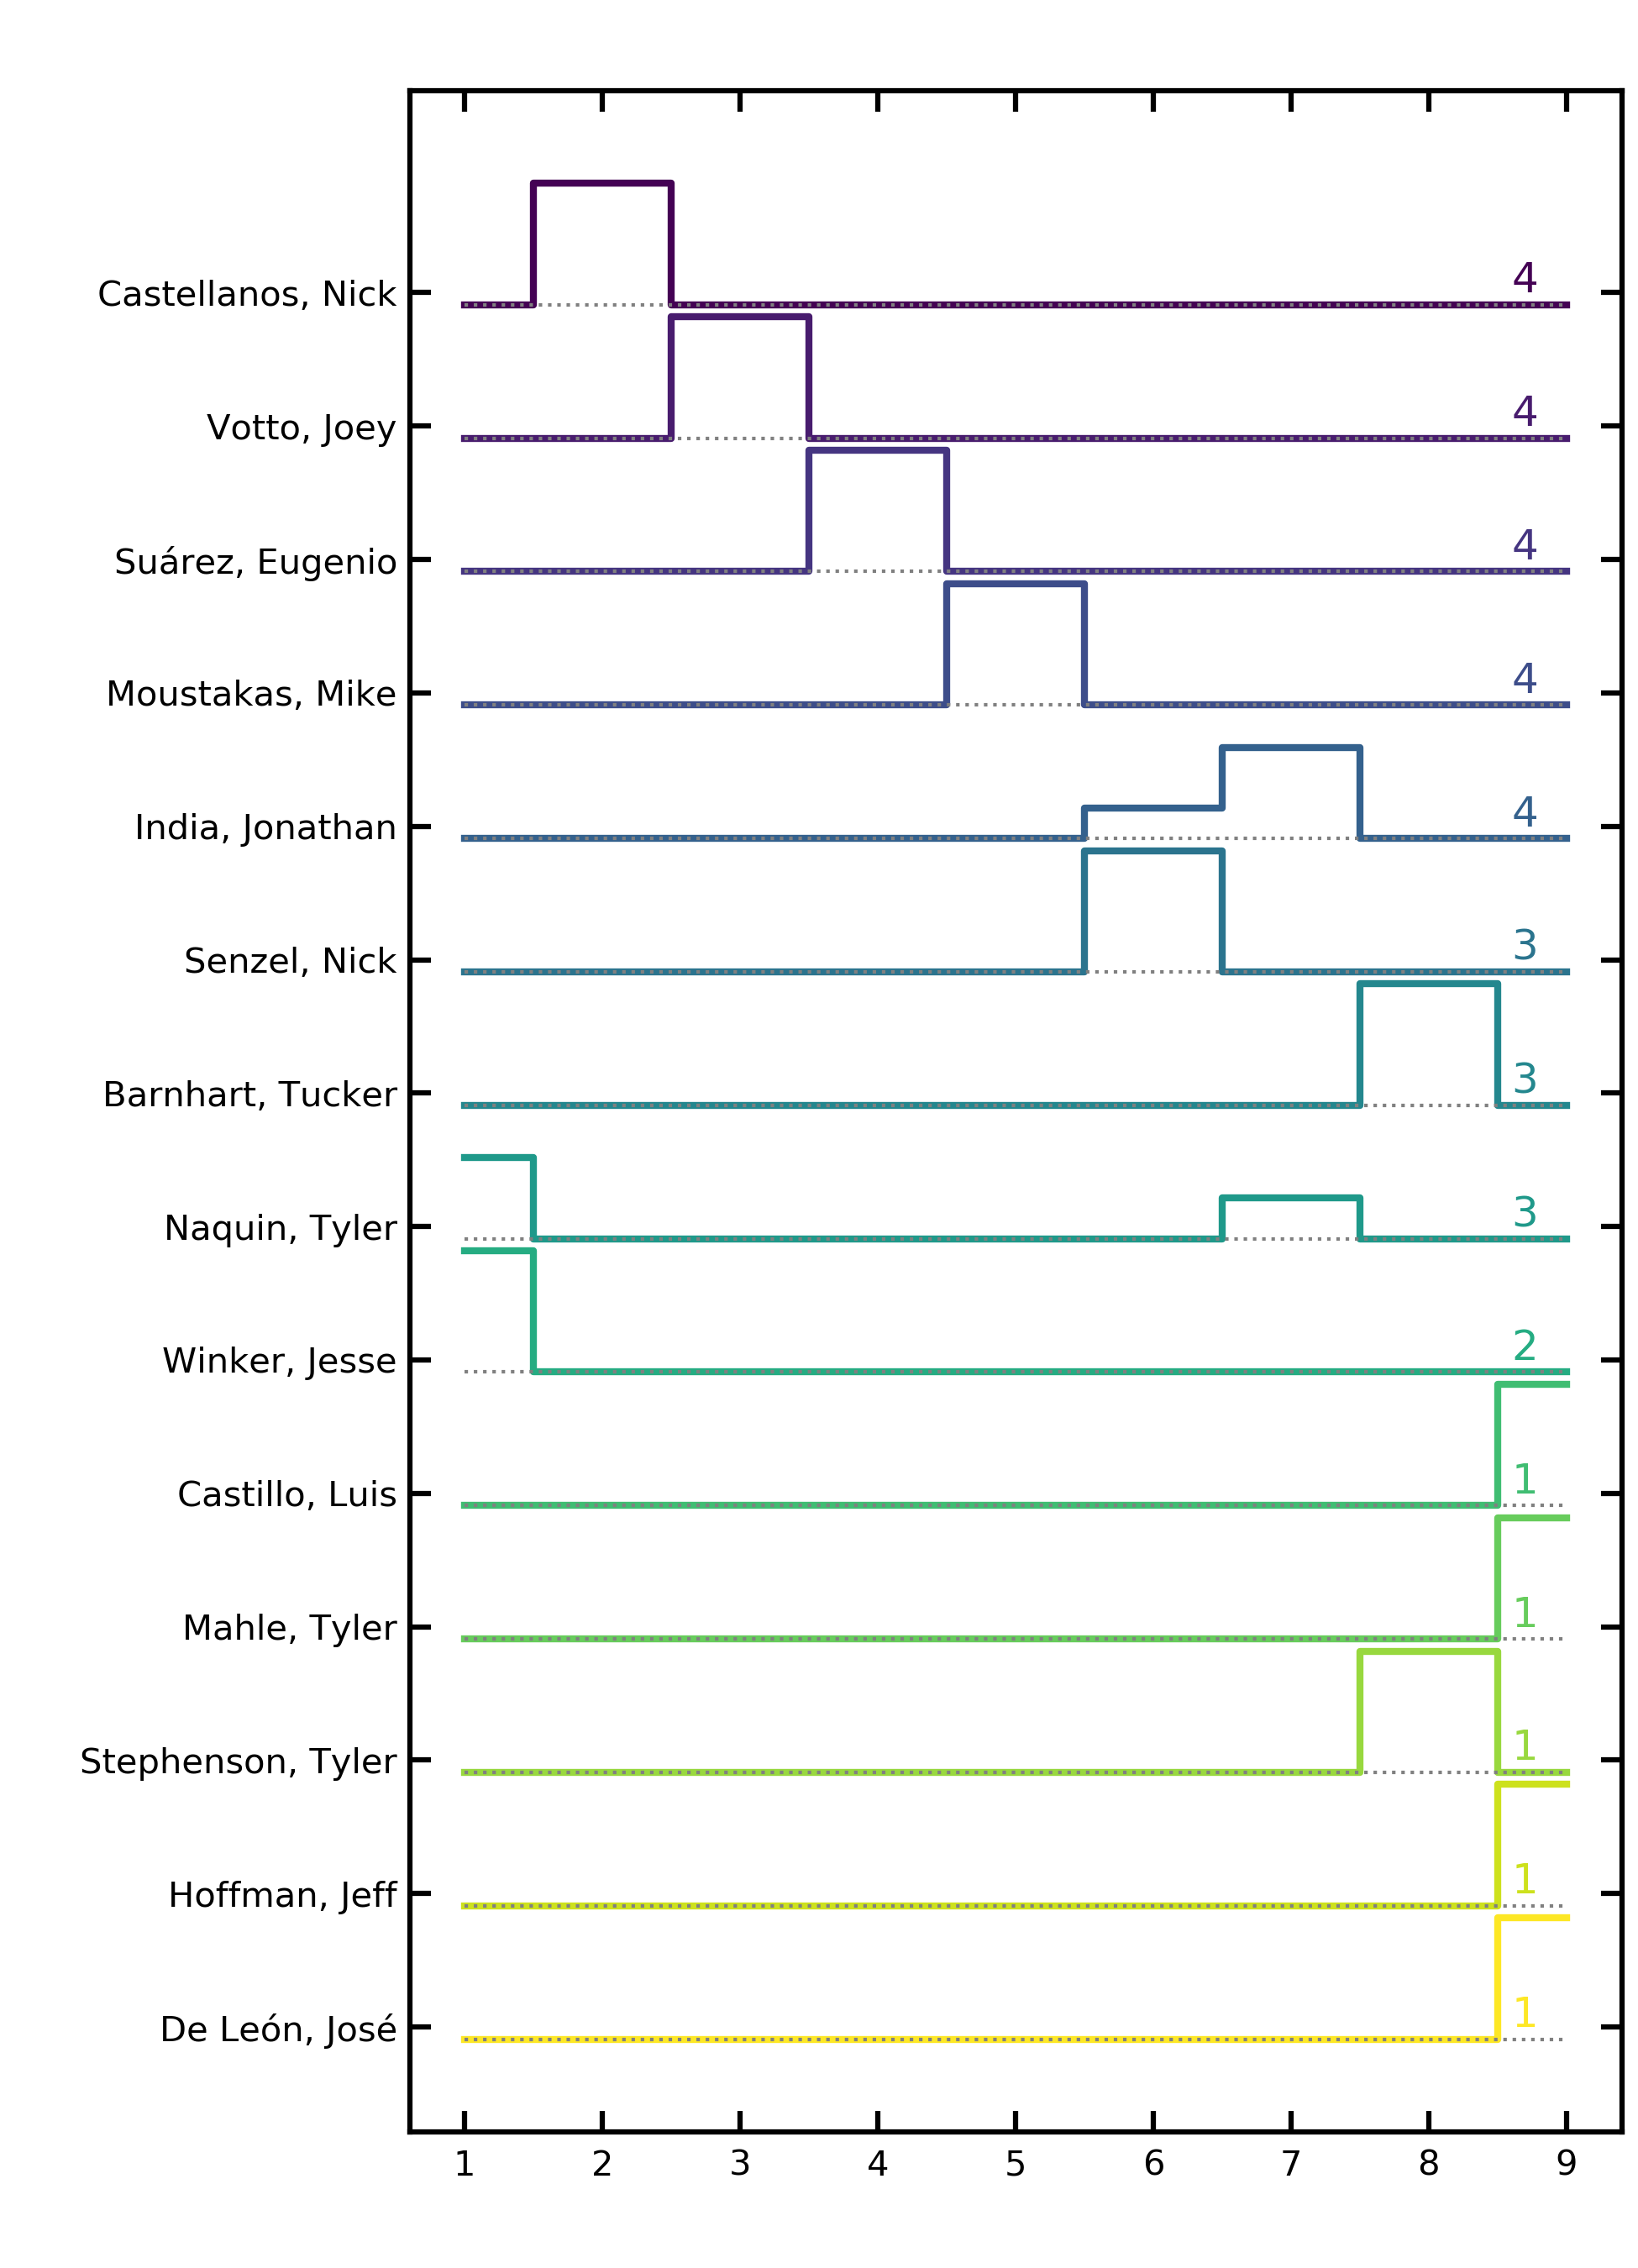 Castellanos, Nick 4
Votto, Joey 4
Suárez, Eugenio 4
Moustakas, Mike 4
India, Jonathan 4
Senzel, Nick 3
Barnhart, Tucker 3
Naquin, Tyler 3
Winker, Jesse 2
Castillo, Luis 1
Mahle, Tyler 1
Stephenson, Tyler 1
Hoffman, Jeff 1
De León, José 1
1 2 3 4 5 6 7 8 9